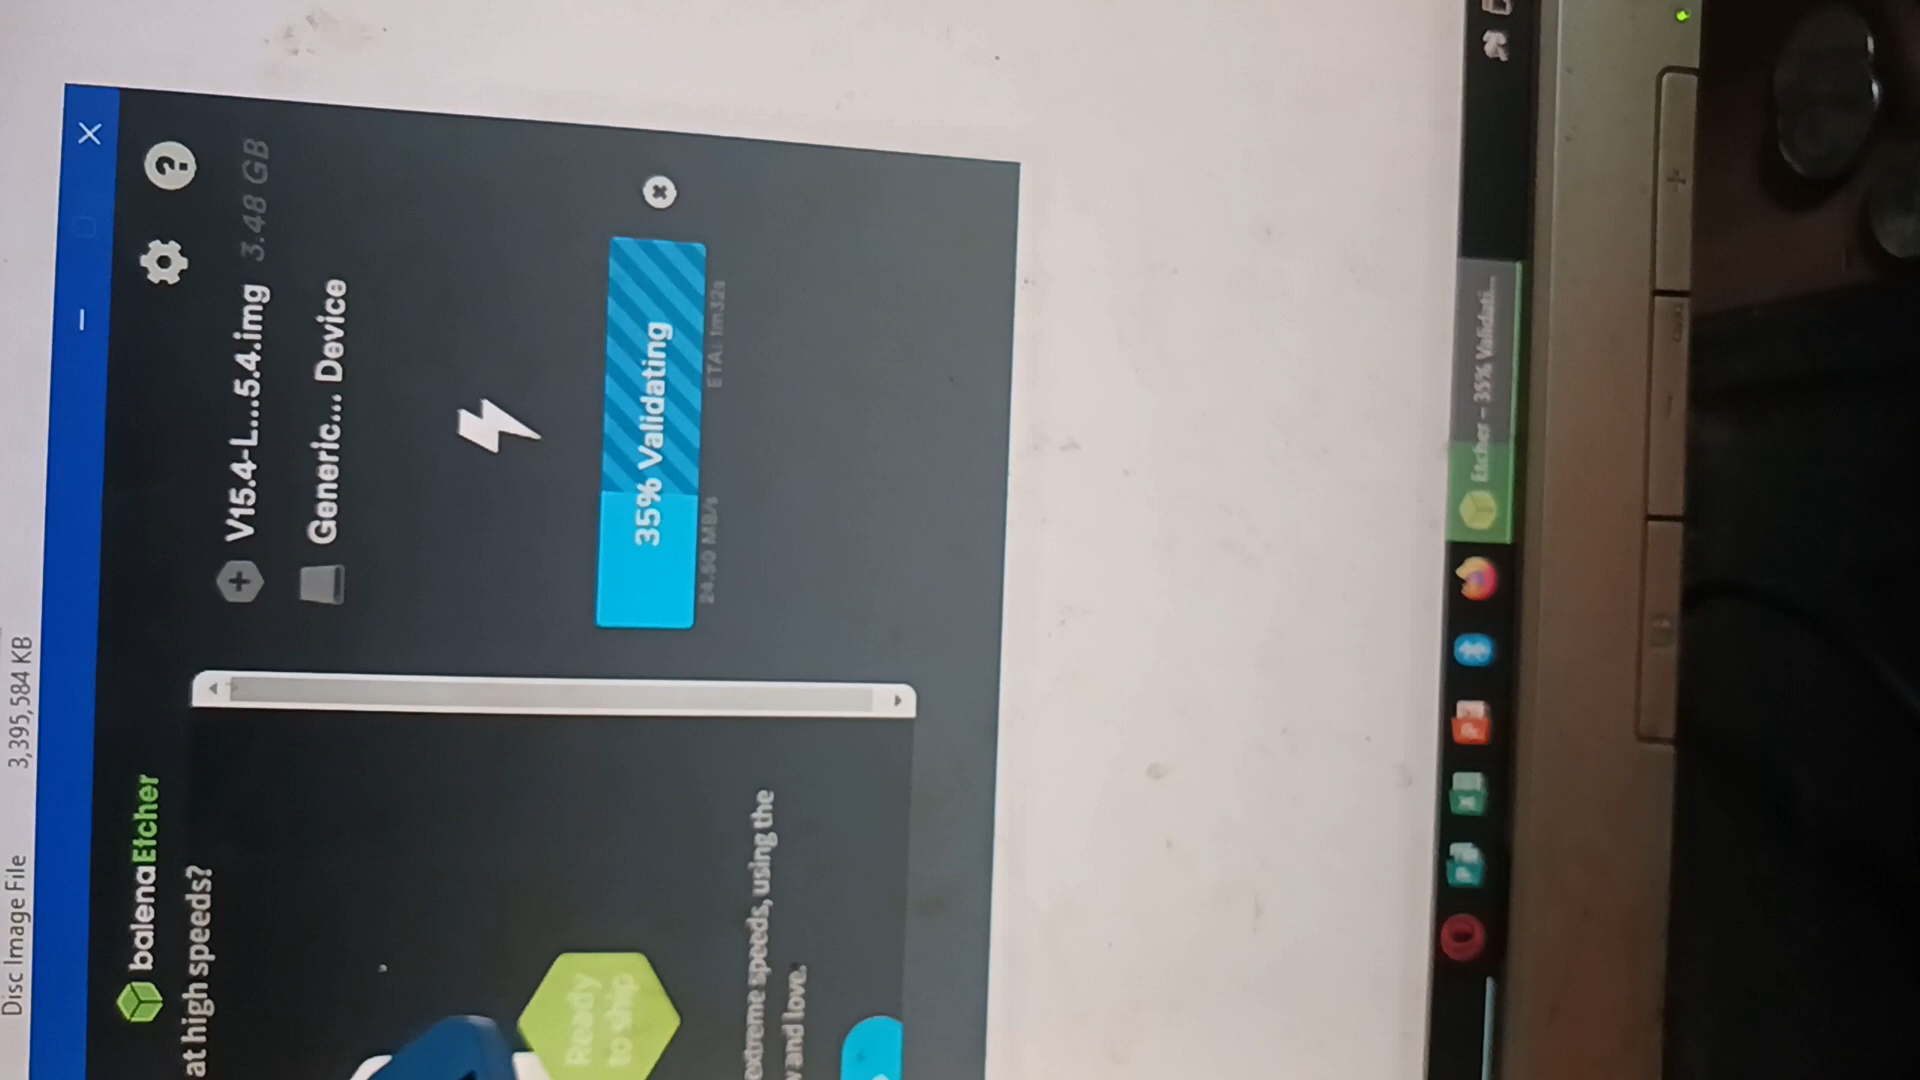 Disc Image File 3,395,584 KB
balenaEtcher
at high speeds?
V15.4-L...5.4.img 3.48 GB
Generic... Device
35% Validating
24.50 MB/s ETA: 1m32s
Ready
to ship
extreme speeds, using the
and love.
Etcher – 35% Validati...